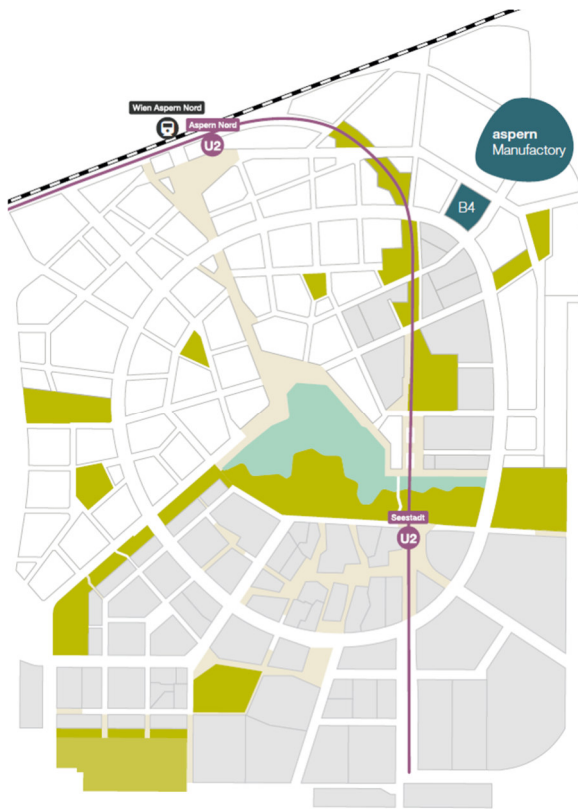 Wien Aspern Nord
Aspern Nord
U2
aspern
Manufactory
B4
Seestadt
U2